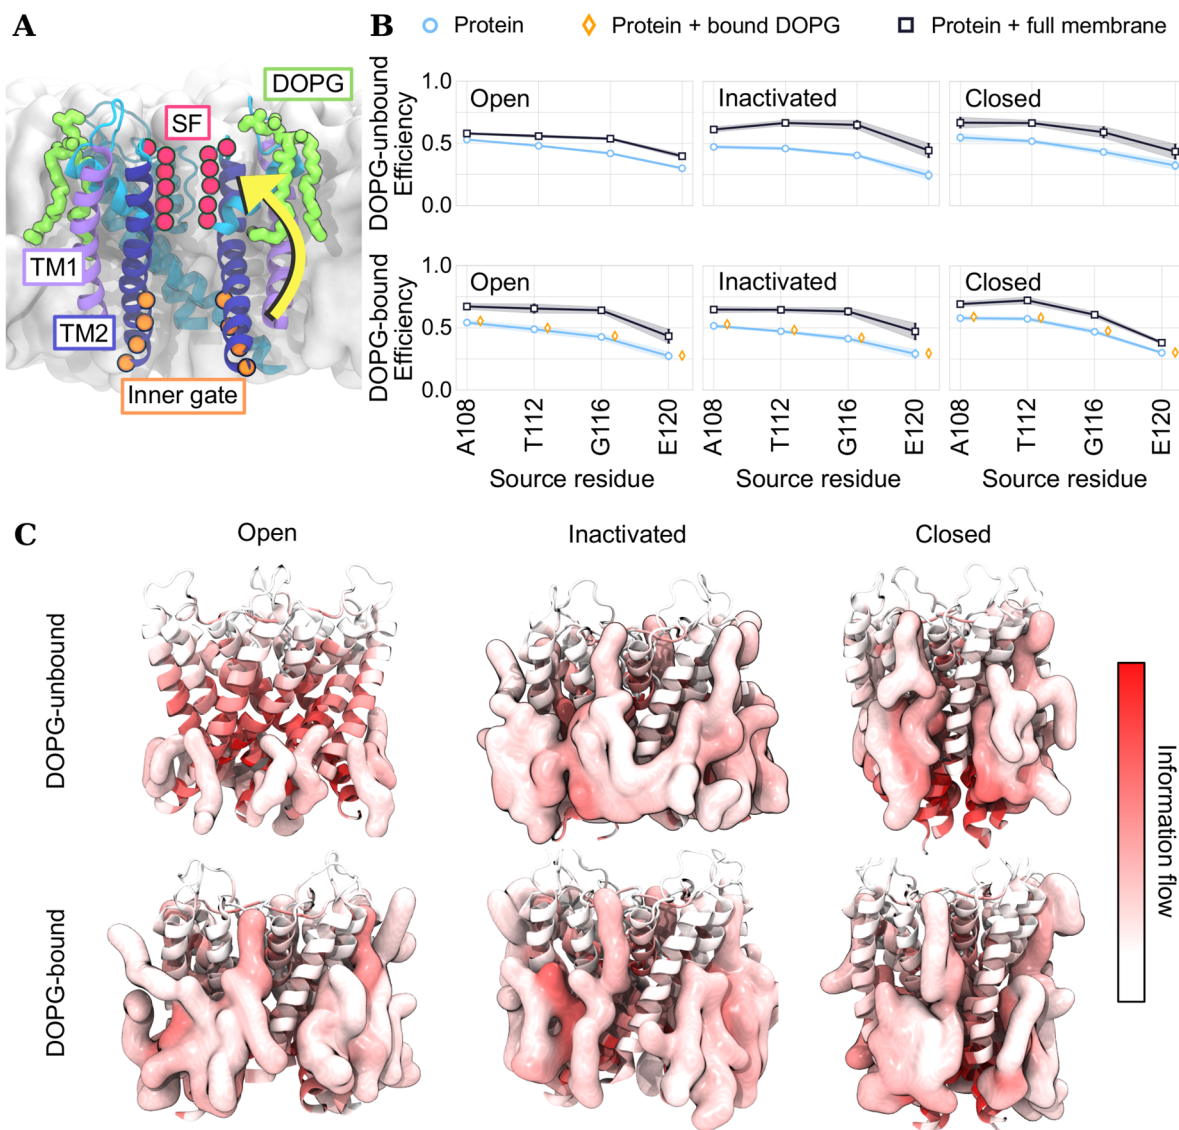 A
DOPG
SF
TM1
TM2
Inner gate
B
Protein
Protein + bound DOPG
Protein + full membrane
DOPG-unbound
Efficiency
1.0
0.5
0.0
Open
Inactivated
Closed
DOPG-bound
Efficiency
1.0
0.5
0.0
Open
Inactivated
Closed
A108
T112
G116
E120
A108
T112
G116
E120
A108
T112
G116
E120
Source residue
Source residue
Source residue
C
Open
Inactivated
Closed
DOPG-unbound
DOPG-bound
Information flow